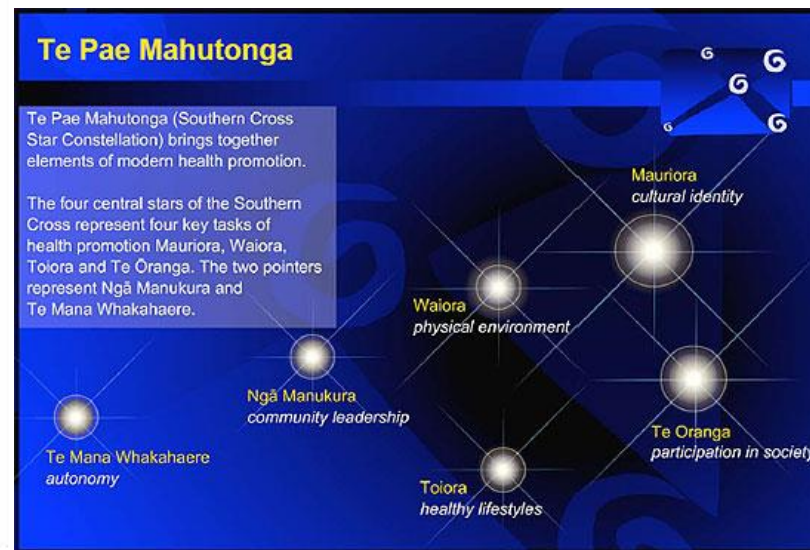 Te Pae Mahutonga
Te Pae Mahutonga (Southern Cross
Star Constellation) brings together
elements of modern health promotion.
The four central stars of the Southern
Cross represent four key tasks of
health promotion Mauriora, Waiora,
Toiora and Te Ōranga. The two pointers
represent Ngā Manukura and
Te Mana Whakahaere.
Mauriora
cultural identity
Waiora
physical environment
Ngā Manukura
community leadership
Te Oranga
participation in society
Te Mana Whakahaere
autonomy
Toiora
healthy lifestyles